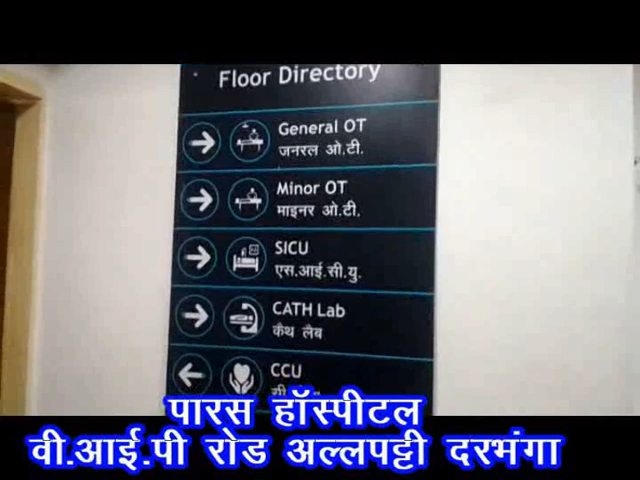 Floor Directory
General OT
जनरल ओ.टी.
Minor OT
माइनर ओ.टी.
SICU
एस.आई.सी.यु.
CATH Lab
कैथ लैब
CCU
पारस हॉस्पीटल
वी.आई.पी रोड अल्लपट्टी दरभंगा